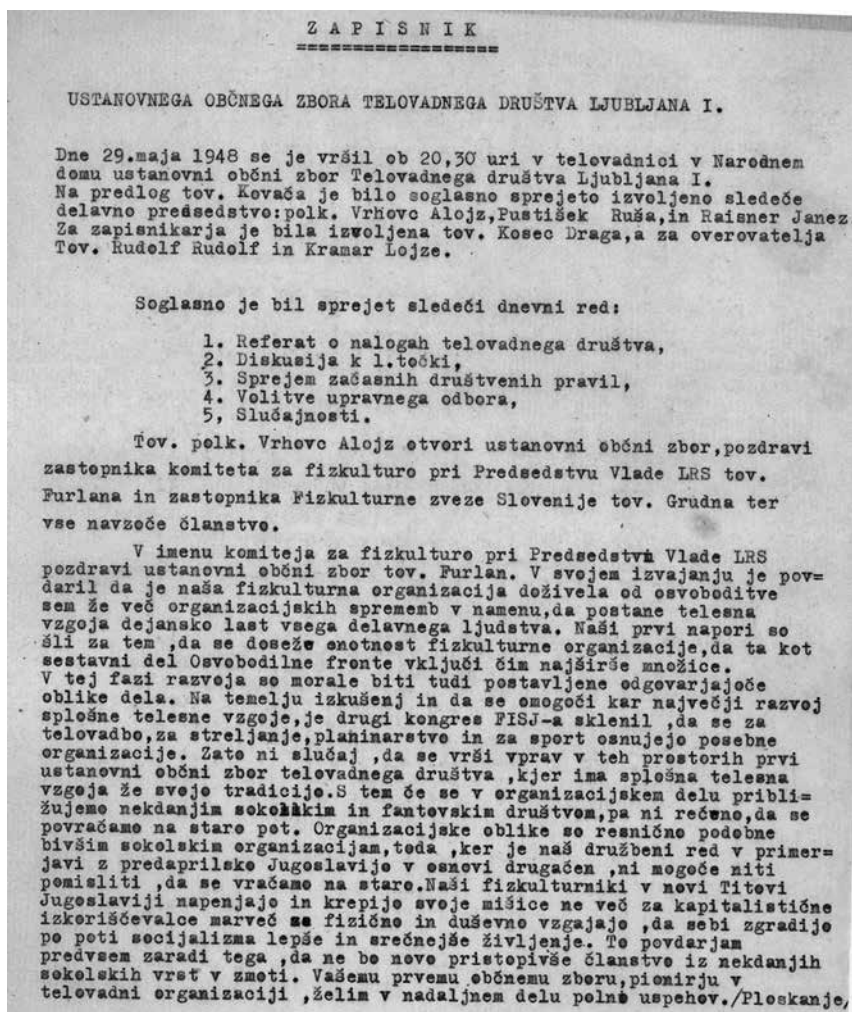 Z A P I S N I K
==================
USTANOVNEGA OBČNEGA ZBORA TELOVADNEGA DRUŠTVA LJUBLJANA I.
Dne 29.maja 1948 se je vršil ob 20,30 uri v telovadnici v Narodnem
domu ustanovni občni zbor Telovadnega društva Ljubljana I.
Na predlog tov. Kovača je bilo soglasno sprejeto izvoljeno sledeče
delavno predsedstvo:polk. Vrhovc Alojz,Pustišek Ruša,in Raisner Janez
Za zapisnikarja je bila izvoljena tov. Kosec Draga,a za overovatelja
Tov. Rudolf Rudolf in Kramar Lojze.
Soglasno je bil sprejet sledeči dnevni red:
1. Referat o nalogah telovadnega društva,
2. Diskusija k 1.točki,
3. Sprejem začasnih društvenih pravil,
4. Volitve upravnega odbora,
5, Slučajnosti.
Tov. polk. Vrhovc Alojz otvori ustanovni občni zbor,pozdravi
zastopnika komiteta za fizkulturo pri Predsedstvu Vlade LRS tov.
Furlana in zastopnika Fizkulturne zveze Slovenije tov. Grudna ter
vse navzoče članstvo.
V imenu komiteja za fizkulturo pri Predsedstvu Vlade LRS
pozdravi ustanovni občni zbor tov. Furlan. V svojem izvajanju je pov=
daril da je naša fizkulturna organizacija doživela od osvoboditve
sem že več organizacijskih sprememb v namenu,da postane telesna
vzgoja dejansko last vsega delavnega ljudstva. Naši prvi napori so
šli za tem ,da se doseže enotnost fizkulturne organizacije,da ta kot
sestavni del Osvobodilne fronte vključi čim najširše množice.
V tej fazi razvoja so morale biti tudi postavljene odgovarjajoče
oblike dela. Na temelju izkušenj in da se omogoči kar največji razvoj
splošne telesne vzgoje,je drugi kongres FISJ-a sklenil ,da se za
telovadbo,za streljanje,planinarstvo in za sport osnujejo posebne
organizacije. Zato ni slučaj ,da se vrši vprav v teh prostorih prvi
ustanovni občni zbor telovadnega društva ,kjer ima splošna telesna
vzgoja že svojo tradicijo.S tem če se v organizacijskem delu pribli=
žujemo nekdanjim sokolskim in fantovskim društvom,pa ni rečeno,da se
povračamo na staro pot. Organizacijske oblike so resnično podobne
bivšim sokolskim organizacijam,toda ,ker je naš družbeni red v primer=
javi z predaprilsko Jugoslavijo v osnovi drugačen ,ni mogoče niti
pomisliti ,da se vračamo na staro.Naši fizkulturniki v novi Titovi
Jugoslaviji napenjajo in krepijo svoje mišice ne več za kapitalistične
izkoriščevalce marveč se fizično in duševno vzgajajo ,da sebi zgradijo
po poti socijalizma lepše in srečnejše življenje. To povdarjam
predvsem zaradi tega ,da ne bo novo pristopivše članstvo iz nekdanjih
sokolskih vrst v zmoti. Vašemu prvemu občnemu zboru,pionirju v
telovadni organizaciji ,želim v nadaljnem delu polno uspehov./Ploskanje/